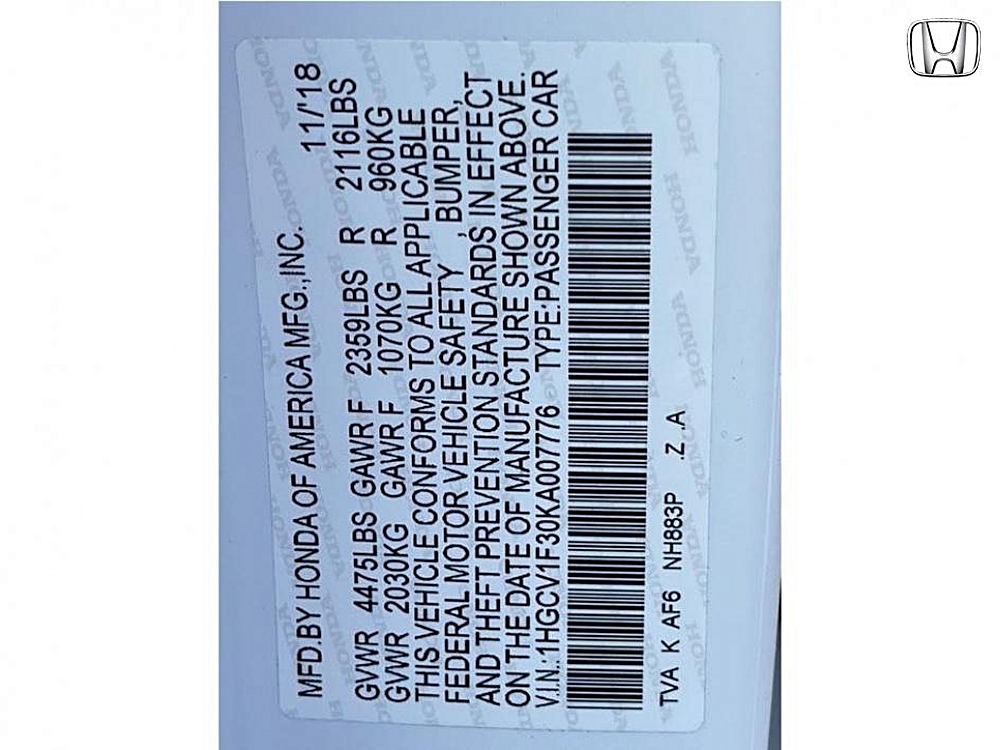 MFD.BY HONDA OF AMERICA MFG.,INC. 11/'18
GVWR 4475LBS GAWR F 2359LBS R 2116LBS
GVWR 2030KG GAWR F 1070KG R 960KG
THIS VEHICLE CONFORMS TO ALL APPLICABLE
FEDERAL MOTOR VEHICLE SAFETY , BUMPER,
AND THEFT PREVENTION STANDARDS IN EFFECT
ON THE DATE OF MANUFACTURE SHOWN ABOVE.
V.I.N.:1HGCV1F30KA007776 TYPE:PASSENGER CAR
TVA K AF6 NH883P .Z .A